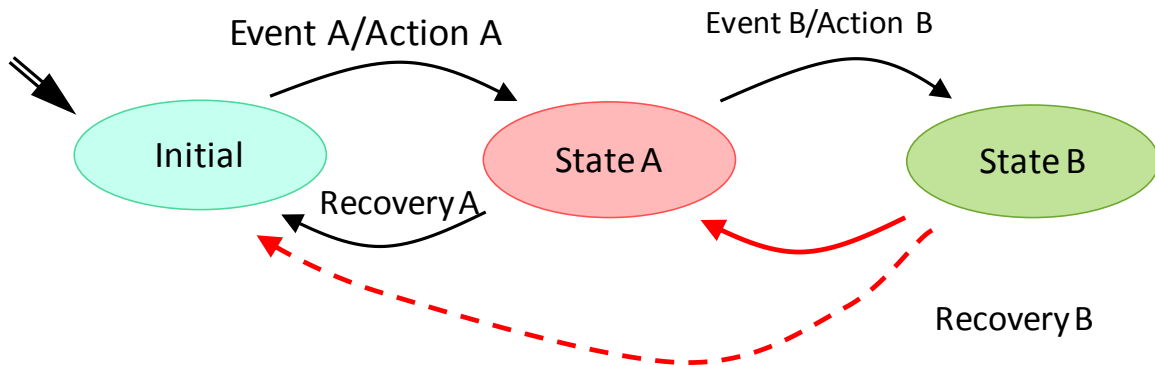 Event A/Action A
Event B/Action B
Initial
State A
State B
Recovery A
Recovery B